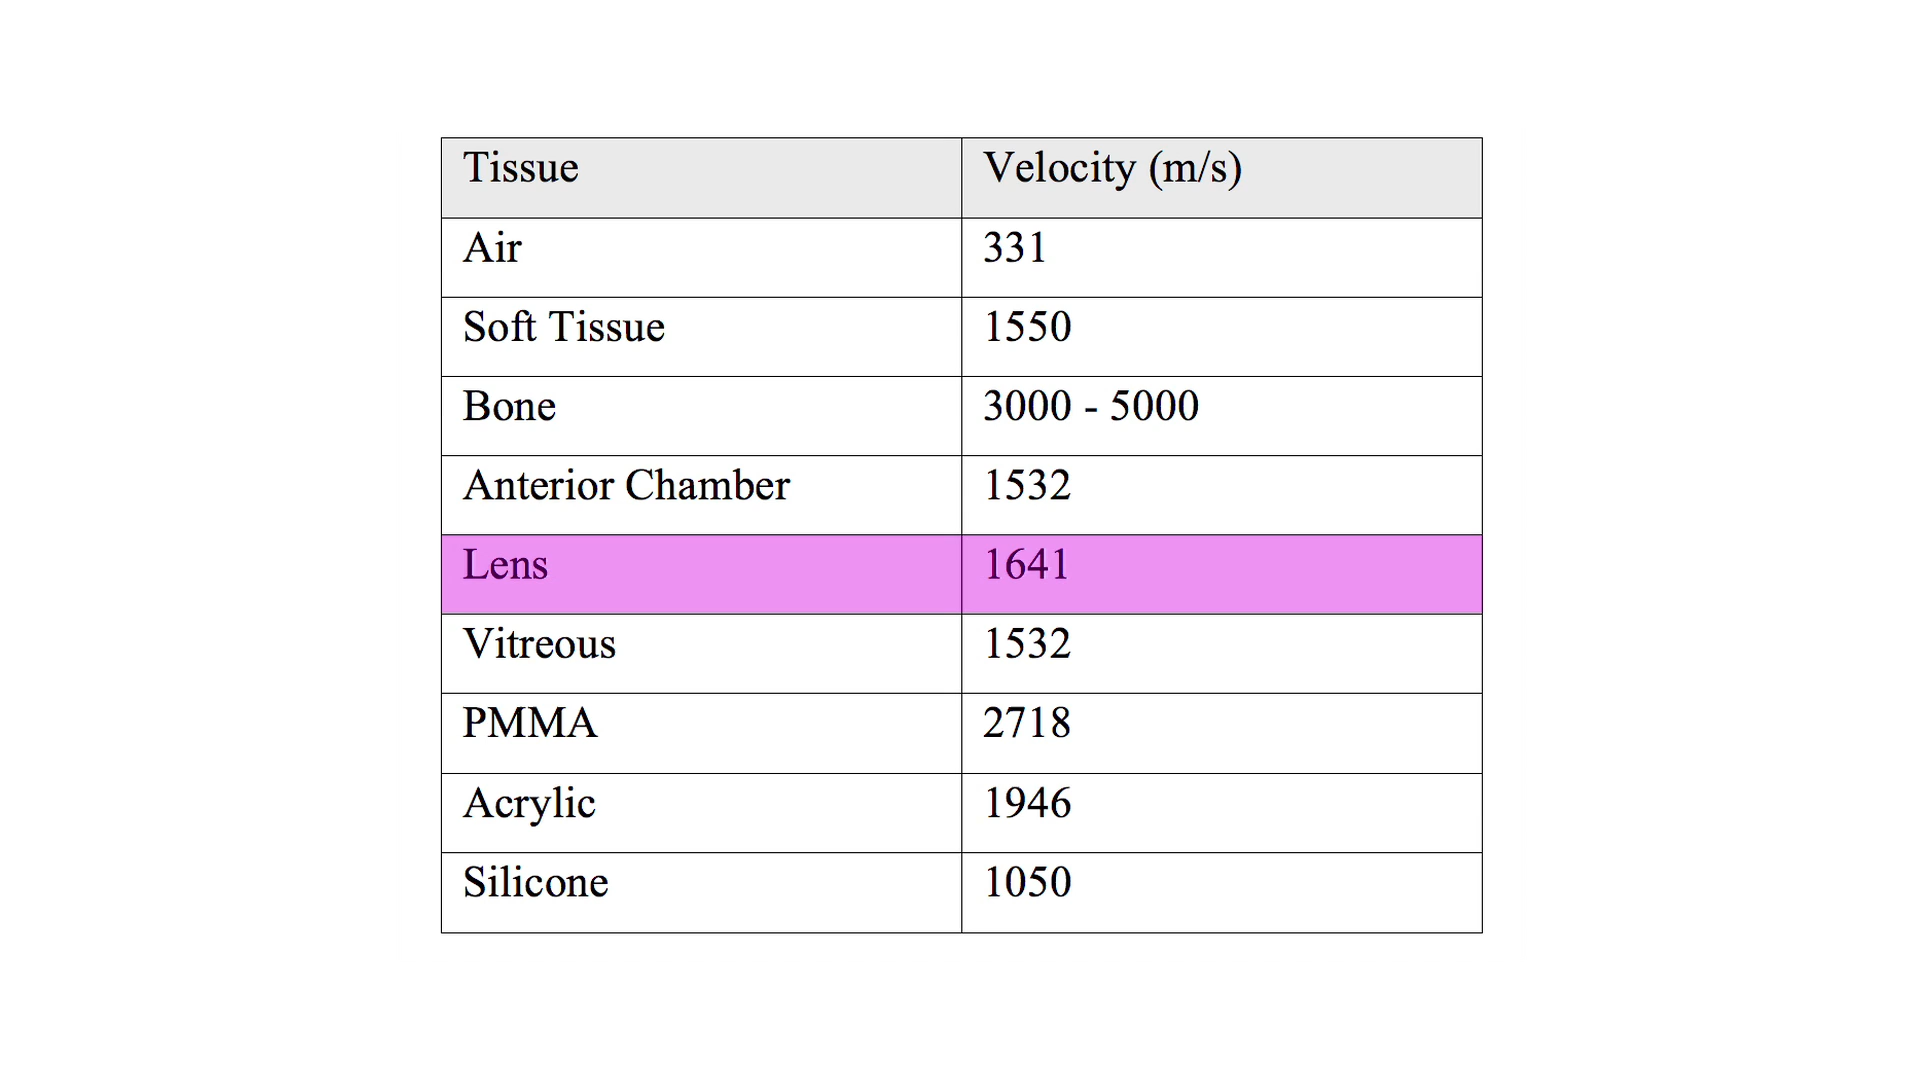 Tissue Velocity (m/s)
Air 331
Soft Tissue 1550
Bone 3000 - 5000
Anterior Chamber 1532
Lens 1641
Vitreous 1532
PMMA 2718
Acrylic 1946
Silicone 1050